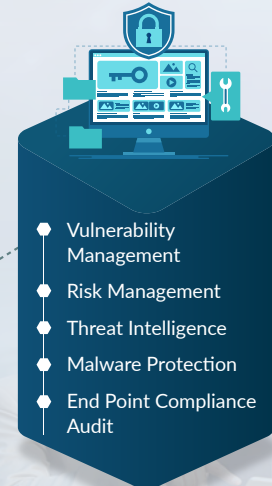 Vulnerability
Management
Risk Management
Threat Intelligence
Malware Protection
End Point Compliance
Audit